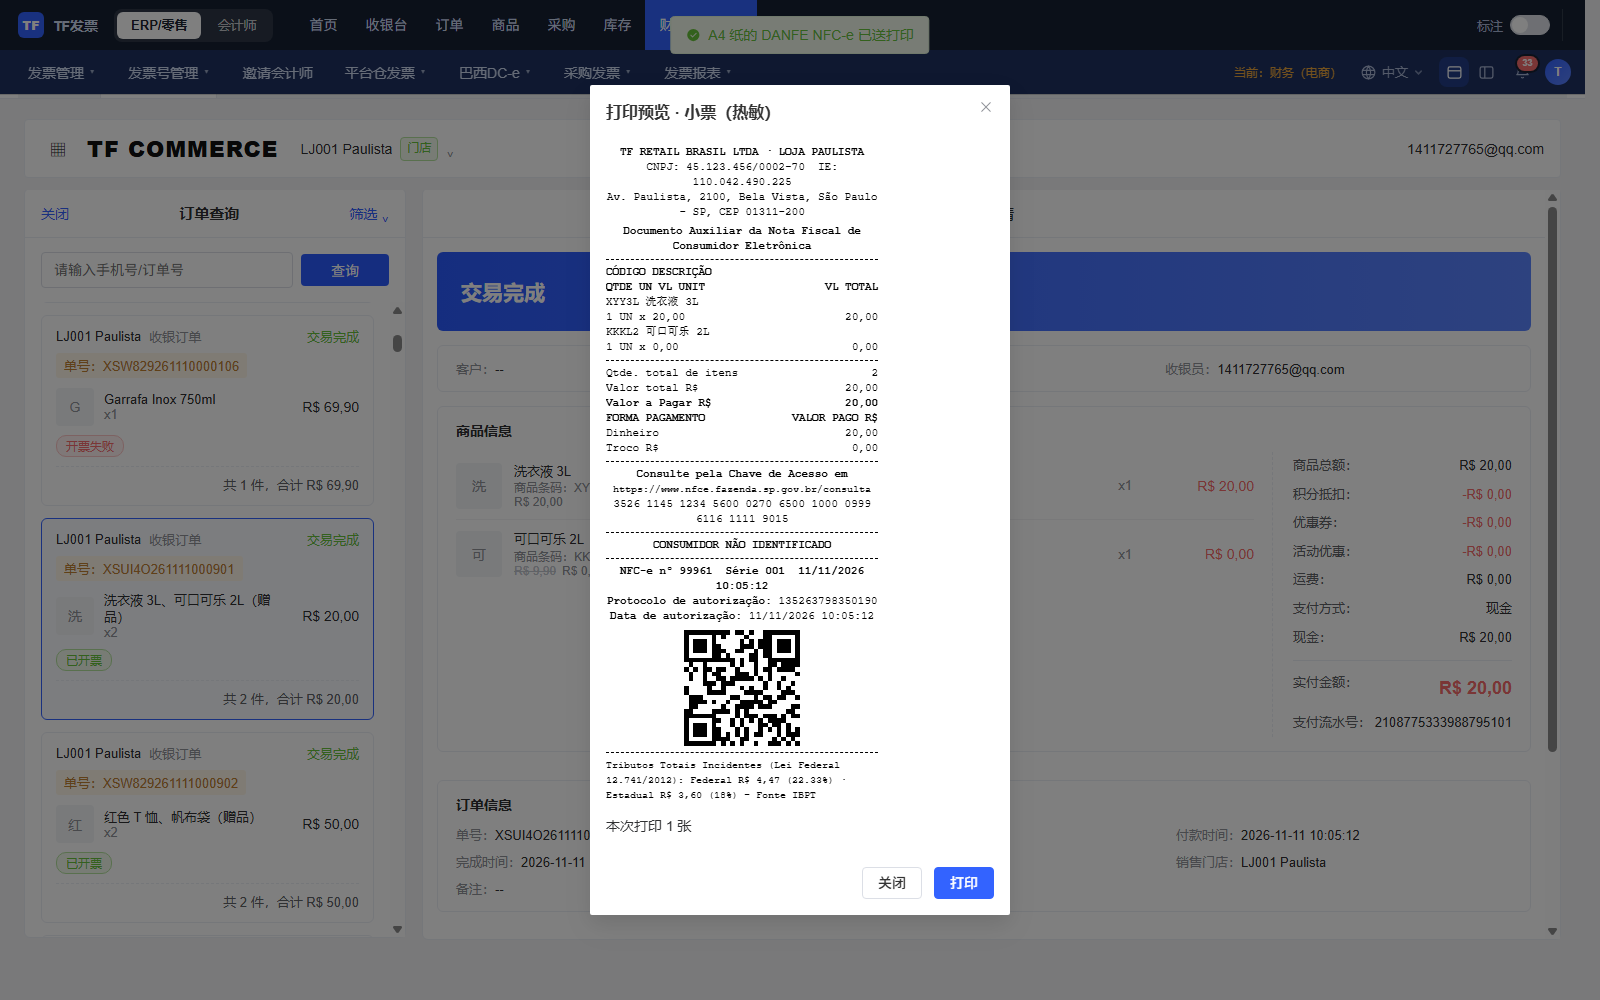 TF
TF发票
ERP/零售
会计师
首页
收银台
订单
商品
采购
库存
A4 纸的 DANFE NFC-e 已送打印
标注
发票管理
发票号管理
邀请会计师
平台仓发票
巴西DC-e
采购发票
发票报表
当前：财务（电商）
中文
33
T
TF COMMERCE
LJ001 Paulista
门店
1411727765@qq.com
关闭
订单查询
筛选
请输入手机号/订单号
查询
LJ001 Paulista 收银订单
交易完成
单号：XSW829261110000106
G
Garrafa Inox 750ml
x1
R$ 69,90
开票失败
共 1 件，合计 R$ 69,90
LJ001 Paulista 收银订单
交易完成
单号：XSUI4O261111000901
洗
洗衣液 3L、可口可乐 2L（赠
品）
x2
R$ 20,00
已开票
共 2 件，合计 R$ 20,00
LJ001 Paulista 收银订单
交易完成
单号：XSW829261111000902
红
红色 T 恤、帆布袋（赠品）
x2
R$ 50,00
已开票
共 2 件，合计 R$ 50,00
交易完成
客户：--
收银员：1411727765@qq.com
商品信息
洗
洗衣液 3L
商品条码：XY
R$ 20,00
x1
R$ 20,00
可
可口可乐 2L
商品条码：KK
R$ 9,90 R$ 0,
x1
R$ 0,00
商品总额：
R$ 20,00
积分抵扣：
-R$ 0,00
优惠券：
-R$ 0,00
活动优惠：
-R$ 0,00
运费：
R$ 0,00
支付方式：
现金
现金：
R$ 20,00
实付金额：
R$ 20,00
支付流水号：
2108775333988795101
订单信息
单号：XSUI4O2611110
付款时间：2026-11-11 10:05:12
完成时间：2026-11-11
销售门店：LJ001 Paulista
备注：--
打印预览 · 小票（热敏）
TF RETAIL BRASIL LTDA · LOJA PAULISTA
CNPJ: 45.123.456/0002-70 IE:
110.042.490.225
Av. Paulista, 2100, Bela Vista, São Paulo
- SP, CEP 01311-200
Documento Auxiliar da Nota Fiscal de
Consumidor Eletrônica
CÓDIGO DESCRIÇÃO
QTDE UN VL UNIT VL TOTAL
XYY3L 洗衣液 3L
1 UN x 20,00 20,00
KKKL2 可口可乐 2L
1 UN x 0,00 0,00
Qtde. total de itens 2
Valor total R$ 20,00
Valor a Pagar R$ 20,00
FORMA PAGAMENTO VALOR PAGO R$
Dinheiro 20,00
Troco R$ 0,00
Consulte pela Chave de Acesso em
https://www.nfce.fazenda.sp.gov.br/consulta
3526 1145 1234 5600 0270 6500 1000 0999
6116 1111 9015
CONSUMIDOR NÃO IDENTIFICADO
NFC-e nº 99961 Série 001 11/11/2026
10:05:12
Protocolo de autorização: 135263798350190
Data de autorização: 11/11/2026 10:05:12
Tributos Totais Incidentes (Lei Federal
12.741/2012): Federal R$ 4,47 (22.33%) ·
Estadual R$ 3,60 (18%) - Fonte IBPT
本次打印 1 张
关闭
打印